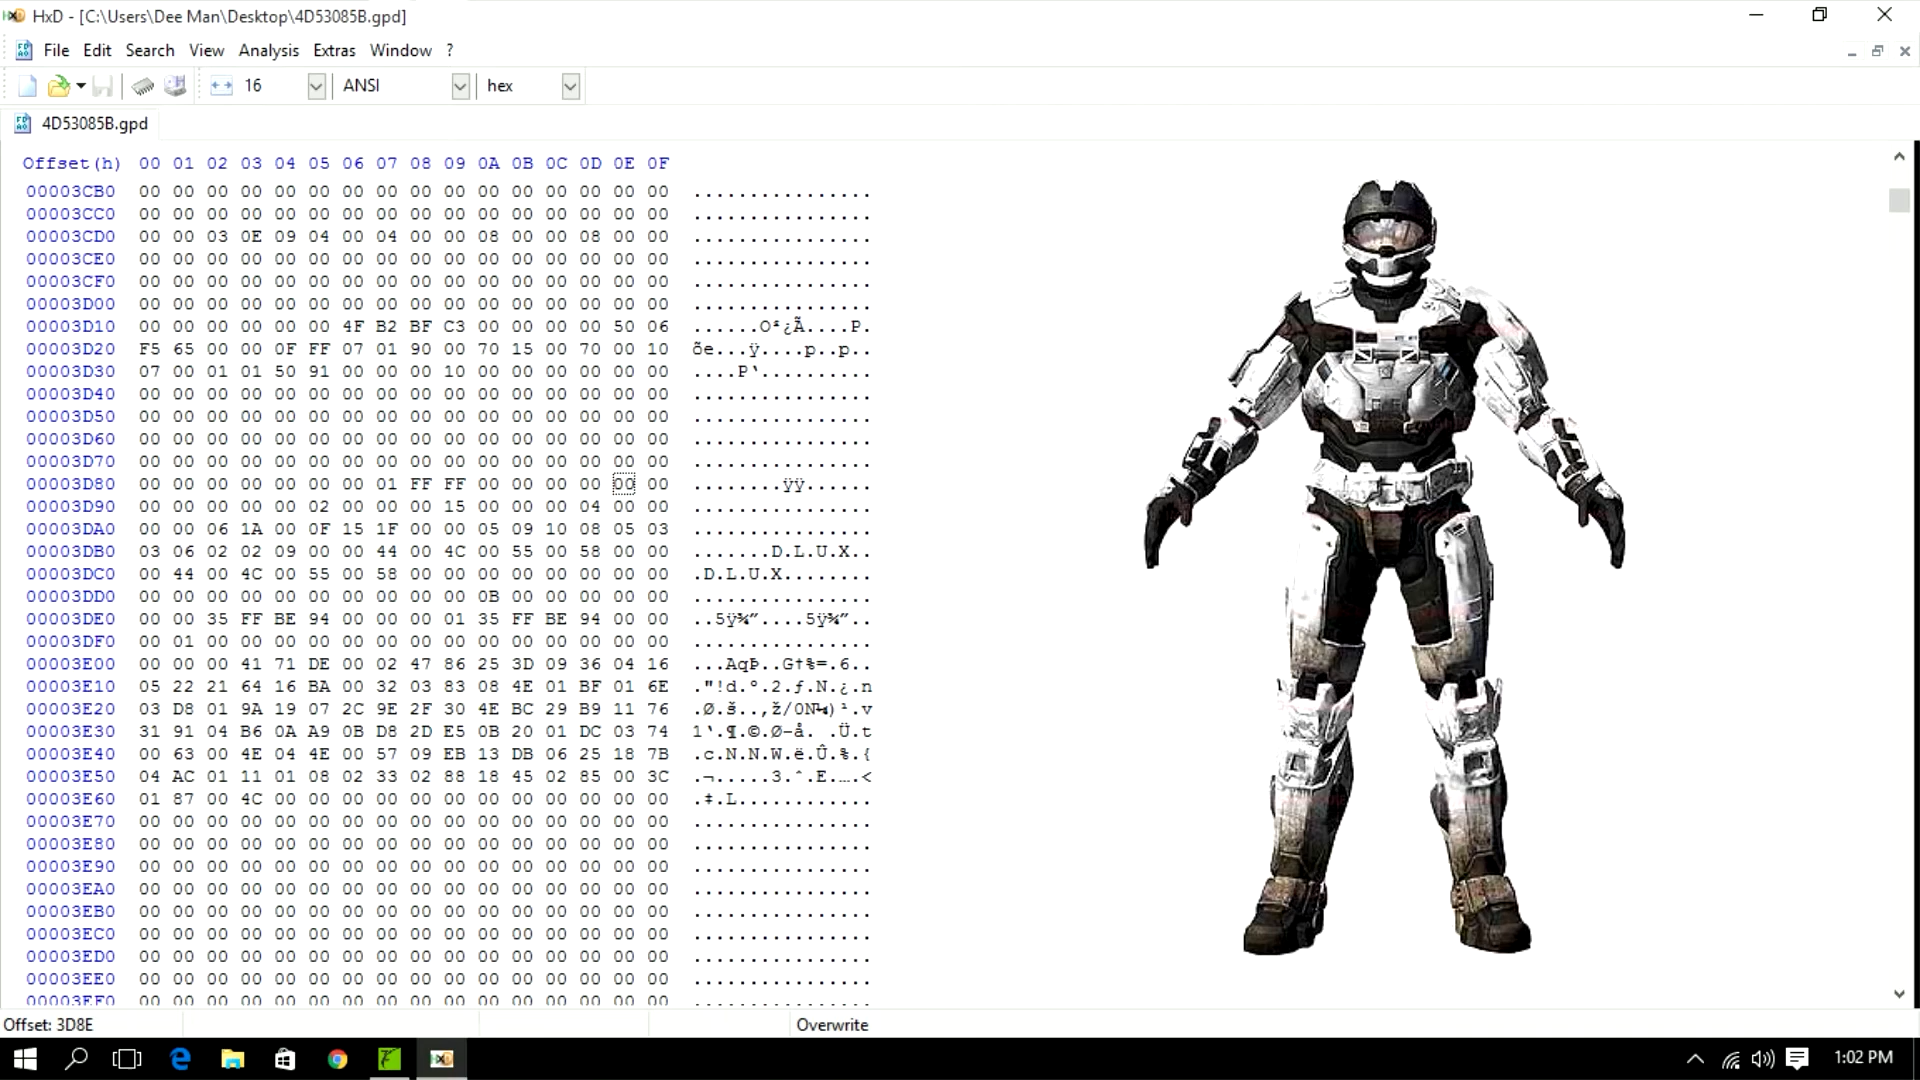 HxD - [C:\Users\Dee Man\Desktop\4D53085B.gpd]
File Edit Search View Analysis Extras Window ?
16 ANSI hex
4D53085B.gpd
Offset(h) 00 01 02 03 04 05 06 07 08 09 0A 0B 0C 0D 0E 0F
00003CB0 00 00 00 00 00 00 00 00 00 00 00 00 00 00 00 00 ................
00003CC0 00 00 00 00 00 00 00 00 00 00 00 00 00 00 00 00 ................
00003CD0 00 00 03 0E 09 04 00 04 00 00 08 00 00 08 00 00 ................
00003CE0 00 00 00 00 00 00 00 00 00 00 00 00 00 00 00 00 ................
00003CF0 00 00 00 00 00 00 00 00 00 00 00 00 00 00 00 00 ................
00003D00 00 00 00 00 00 00 00 00 00 00 00 00 00 00 00 00 ................
00003D10 00 00 00 00 00 00 4F B2 BF C3 00 00 00 00 50 06 ......O²¿Ã....P.
00003D20 F5 65 00 00 0F FF 07 01 90 00 70 15 00 70 00 10 õe...ÿ....p..p..
00003D30 07 00 01 01 50 91 00 00 00 10 00 00 00 00 00 00 ....P‘..........
00003D40 00 00 00 00 00 00 00 00 00 00 00 00 00 00 00 00 ................
00003D50 00 00 00 00 00 00 00 00 00 00 00 00 00 00 00 00 ................
00003D60 00 00 00 00 00 00 00 00 00 00 00 00 00 00 00 00 ................
00003D70 00 00 00 00 00 00 00 00 00 00 00 00 00 00 00 00 ................
00003D80 00 00 00 00 00 00 00 01 FF FF 00 00 00 00 00 00 ........ÿÿ......
00003D90 00 00 00 00 00 02 00 00 00 15 00 00 00 04 00 00 ................
00003DA0 00 00 06 1A 00 0F 15 1F 00 00 05 09 10 08 05 03 ................
00003DB0 03 06 02 02 09 00 00 44 00 4C 00 55 00 58 00 00 .......D.L.U.X..
00003DC0 00 44 00 4C 00 55 00 58 00 00 00 00 00 00 00 00 .D.L.U.X........
00003DD0 00 00 00 00 00 00 00 00 00 00 0B 00 00 00 00 00 ................
00003DE0 00 00 35 FF BE 94 00 00 00 01 35 FF BE 94 00 00 ..5ÿ¾”....5ÿ¾”..
00003DF0 00 01 00 00 00 00 00 00 00 00 00 00 00 00 00 00 ................
00003E00 00 00 00 41 71 DE 00 02 47 86 25 3D 09 36 04 16 ...AqÞ..G†%=.6..
00003E10 05 22 21 64 16 BA 00 32 03 83 08 4E 01 BF 01 6E ."!d.º.2.ƒ.N.¿.n
00003E20 03 D8 01 9A 19 07 2C 9E 2F 30 4E BC 29 B9 11 76 .Ø.š..,ž/0N¼)¹.v
00003E30 31 91 04 B6 0A A9 0B D8 2D E5 0B 20 01 DC 03 74 1‘.¶.©.Ø-å. .Ü.t
00003E40 00 63 00 4E 04 4E 00 57 09 EB 13 DB 06 25 18 7B .c.N.N.W.ë.Û.%.{
00003E50 04 AC 01 11 01 08 02 33 02 88 18 45 02 85 00 3C .¬.....3.ˆ.E.….<
00003E60 01 87 00 4C 00 00 00 00 00 00 00 00 00 00 00 00 .‡.L............
00003E70 00 00 00 00 00 00 00 00 00 00 00 00 00 00 00 00 ................
00003E80 00 00 00 00 00 00 00 00 00 00 00 00 00 00 00 00 ................
00003E90 00 00 00 00 00 00 00 00 00 00 00 00 00 00 00 00 ................
00003EA0 00 00 00 00 00 00 00 00 00 00 00 00 00 00 00 00 ................
00003EB0 00 00 00 00 00 00 00 00 00 00 00 00 00 00 00 00 ................
00003EC0 00 00 00 00 00 00 00 00 00 00 00 00 00 00 00 00 ................
00003ED0 00 00 00 00 00 00 00 00 00 00 00 00 00 00 00 00 ................
00003EE0 00 00 00 00 00 00 00 00 00 00 00 00 00 00 00 00 ................
00003EF0 00 00 00 00 00 00 00 00 00 00 00 00 00 00 00 00 ................
Offset: 3D8E Overwrite
1:02 PM